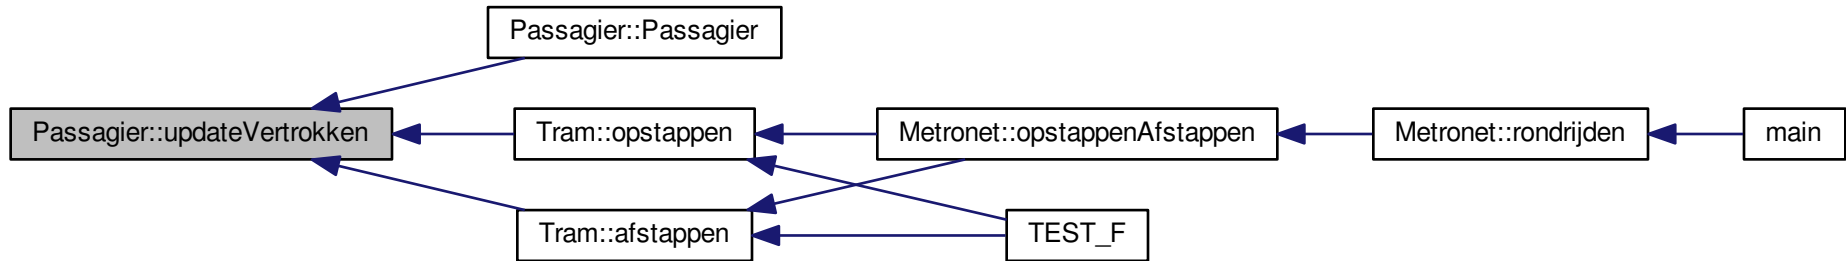 Passagier::Passagier
Passagier::updateVertrokken
Tram::opstappen
Metronet::opstappenAfstappen
Metronet::rondrijden
main
Tram::afstappen
TEST_F